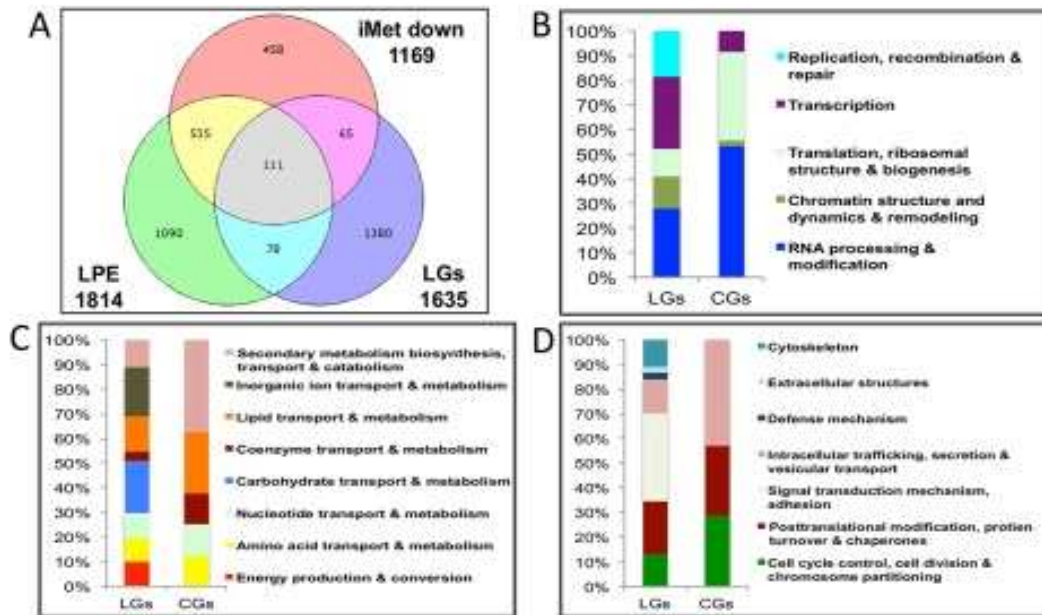 A
iMet down
1169
458
535
65
111
1090
78
1380
LPE
1814
LGs
1635
B
100%
90%
80%
70%
60%
50%
40%
30%
20%
10%
0%
LGs CGs
Replication, recombination &
repair
Transcription
Translation, ribosomal
structure & biogenesis
Chromatin structure and
dynamics & remodeling
RNA processing &
modification
C
100%
90%
80%
70%
60%
50%
40%
30%
20%
10%
0%
LGs CGs
Secondary metabolism biosynthesis,
transport & catabolism
Inorganic ion transport & metabolism
Lipid transport & metabolism
Coenzyme transport & metabolism
Carbohydrate transport & metabolism
Nucleotide transport & metabolism
Amino acid transport & metabolism
Energy production & conversion
D
100%
90%
80%
70%
60%
50%
40%
30%
20%
10%
0%
LGs CGs
Cytoskeleton
Extracellular structures
Defense mechanism
Intracellular trafficking, secretion &
vesicular transport
Signal transduction mechanism,
adhesion
Posttranslational modification, protien
turnover & chaperones
Cell cycle control, cell division &
chromosome partitioning